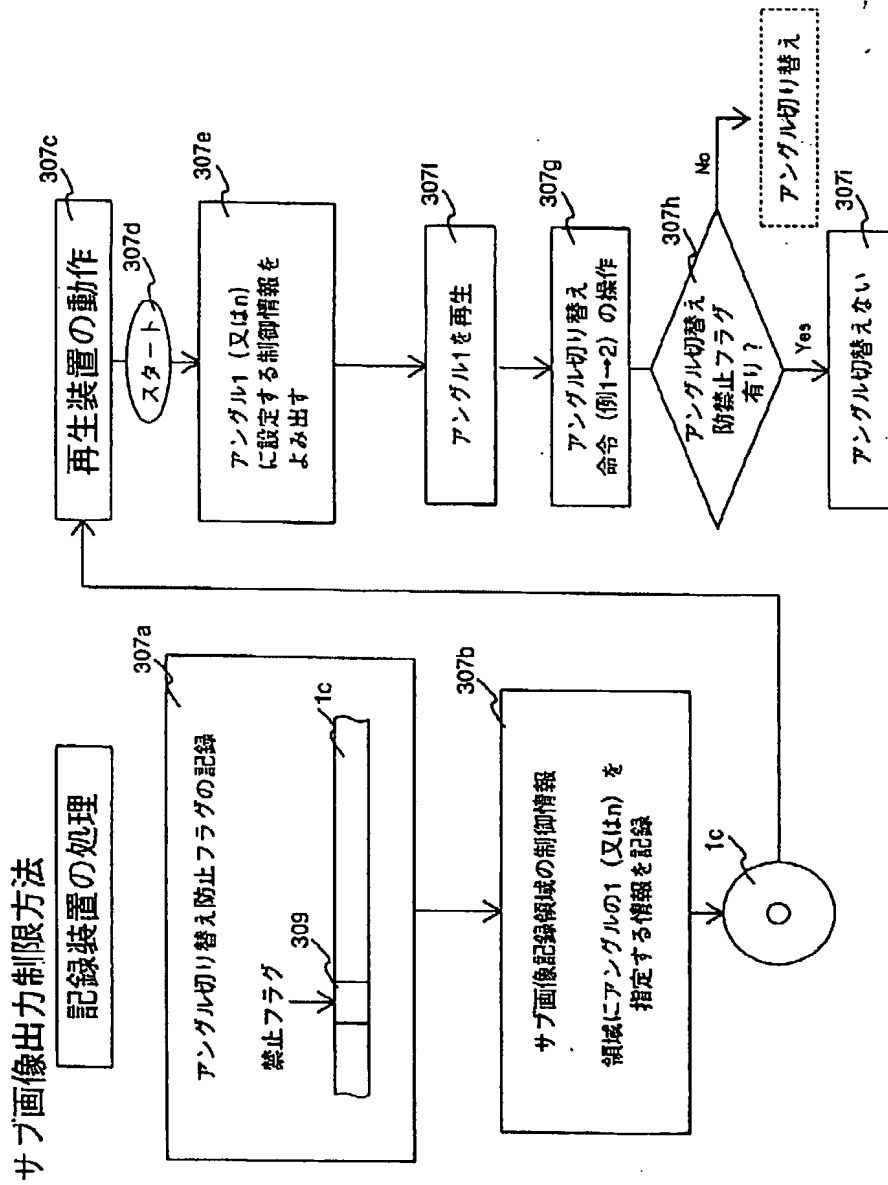 サブ画像出力制限方法
記録装置の処理
307a
アングル切り替え防止フラグの記録
禁止フラグ
309
1c
307b
サブ画像記録領域の制御情報
領域にアングルの1（又はn）を
指定する情報を記録
1c
再生装置の動作
307c
スタート
307d
アングル1（又はn）
に設定する制御情報を
よみ出す
307e
アングル1を再生
307f
アングル切り替え
命令（例1→2）の操作
307g
アングル切替え
防禁止フラグ
有り？
307h
No
アングル切り替え
Yes
アングル切替えない
307i